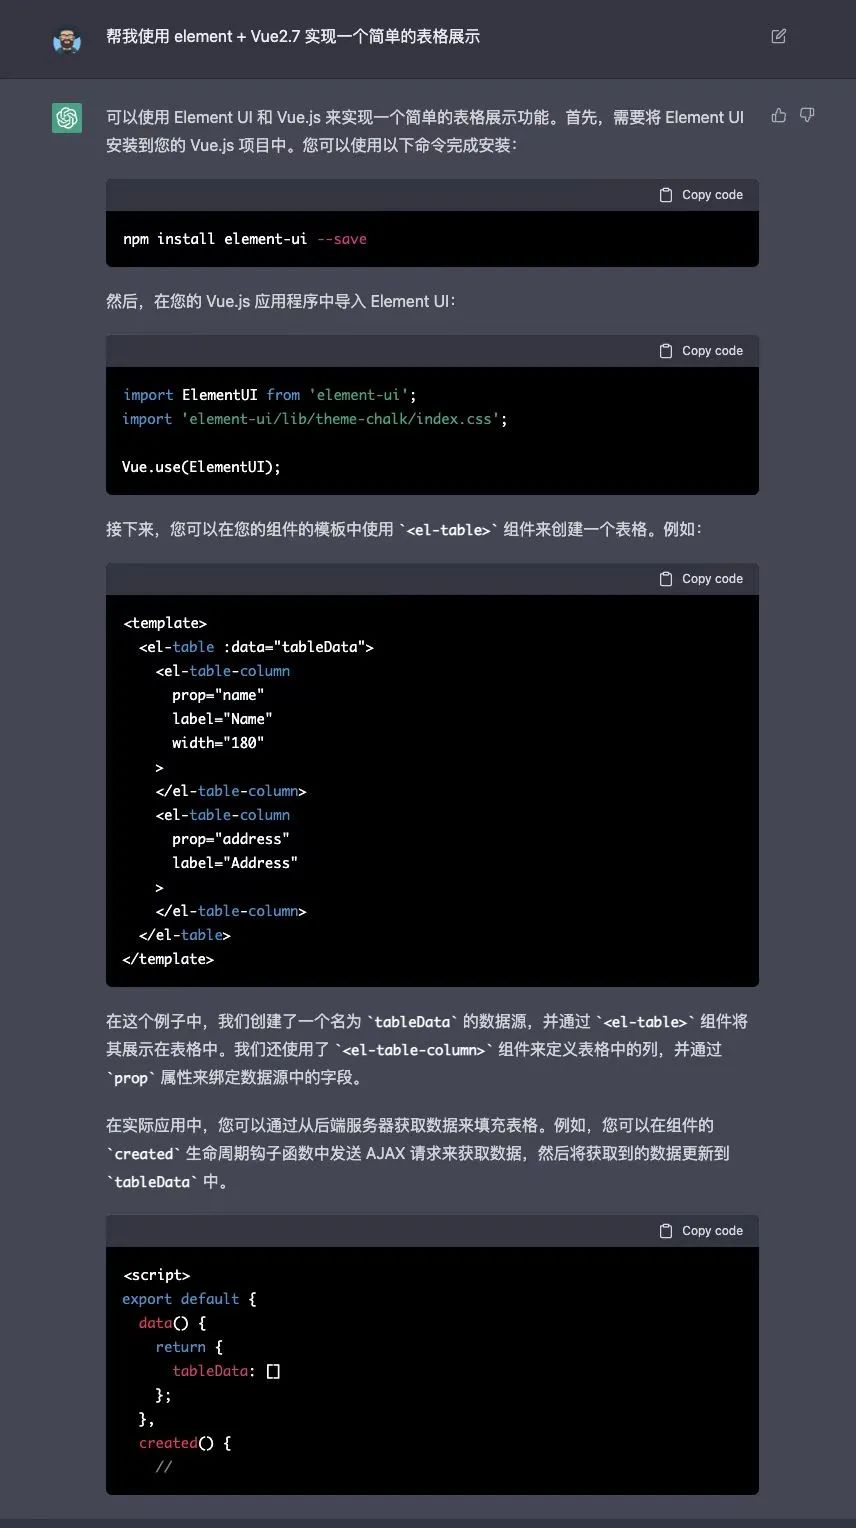 帮我使用 element + Vue2.7 实现一个简单的表格展示
可以使用 Element UI 和 Vue.js 来实现一个简单的表格展示功能。首先，需要将 Element UI
安装到您的 Vue.js 项目中。您可以使用以下命令完成安装：
Copy code
npm install element-ui --save
然后，在您的 Vue.js 应用程序中导入 Element UI：
Copy code
import ElementUI from 'element-ui';
import 'element-ui/lib/theme-chalk/index.css';
Vue.use(ElementUI);
接下来，您可以在您的组件的模板中使用 `<el-table>` 组件来创建一个表格。例如：
Copy code
<template>
  <el-table :data="tableData">
    <el-table-column
      prop="name"
      label="Name"
      width="180"
    >
    </el-table-column>
    <el-table-column
      prop="address"
      label="Address"
    >
    </el-table-column>
  </el-table>
</template>
在这个例子中，我们创建了一个名为 `tableData` 的数据源，并通过 `<el-table>` 组件将
其展示在表格中。我们还使用了 `<el-table-column>` 组件来定义表格中的列，并通过
`prop` 属性来绑定数据源中的字段。
在实际应用中，您可以通过从后端服务器获取数据来填充表格。例如，您可以在组件的
`created` 生命周期钩子函数中发送 AJAX 请求来获取数据，然后将获取到的数据更新到
`tableData` 中。
Copy code
<script>
export default {
  data() {
    return {
      tableData: []
    };
  },
  created() {
    //